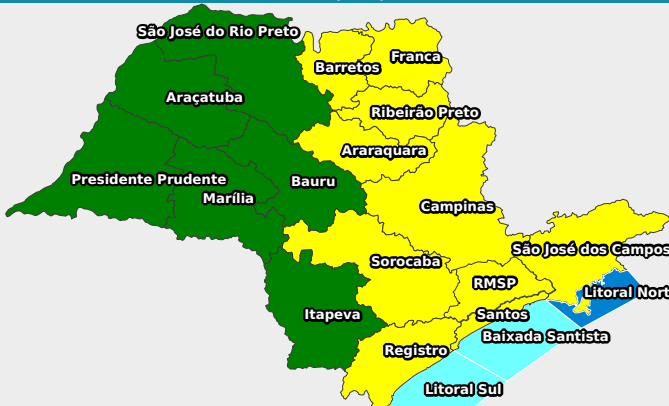 São José do Rio Preto
Franca
Barretos
Araçatuba
Ribeirão Preto
Araraquara
Presidente Prudente
Bauru
Marília
Campinas
São José dos Campos
Sorocaba
RMSP
Litoral Nort
Itapeva
Santos
Baixada Santista
Registro
Litoral Sul